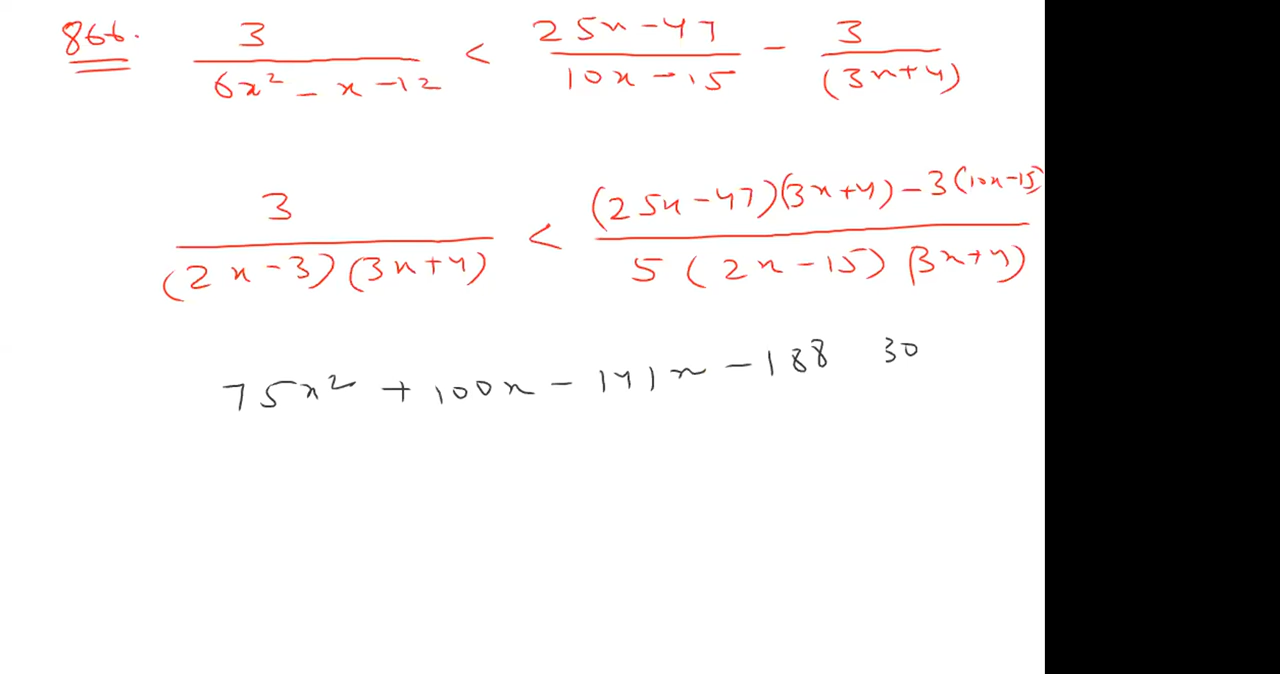 866. 3/(6x² - x - 12) < (25x - 47)/(10x - 15) - 3/(3x+4)
3/((2x-3)(3x+4)) < ((25x-47)(3x+4) - 3(10x-15))/(5(2x-15)(3x+4))
75x² + 100x - 141x - 188 30